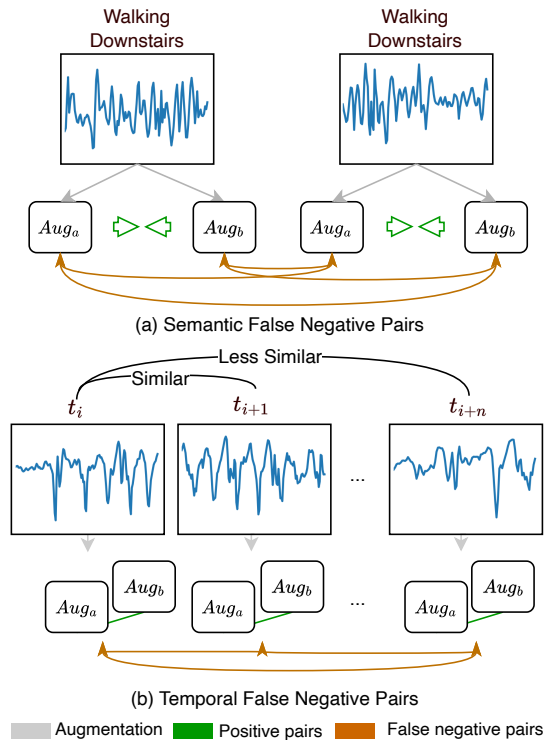 Walking Downstairs
Walking Downstairs
Aug_a
Aug_b
Aug_a
Aug_b
(a) Semantic False Negative Pairs
Less Similar
Similar
t_i
t_{i+1}
t_{i+n}
...
Aug_a
Aug_b
Aug_a
Aug_b
...
Aug_a
Aug_b
(b) Temporal False Negative Pairs
Augmentation
Positive pairs
False negative pairs